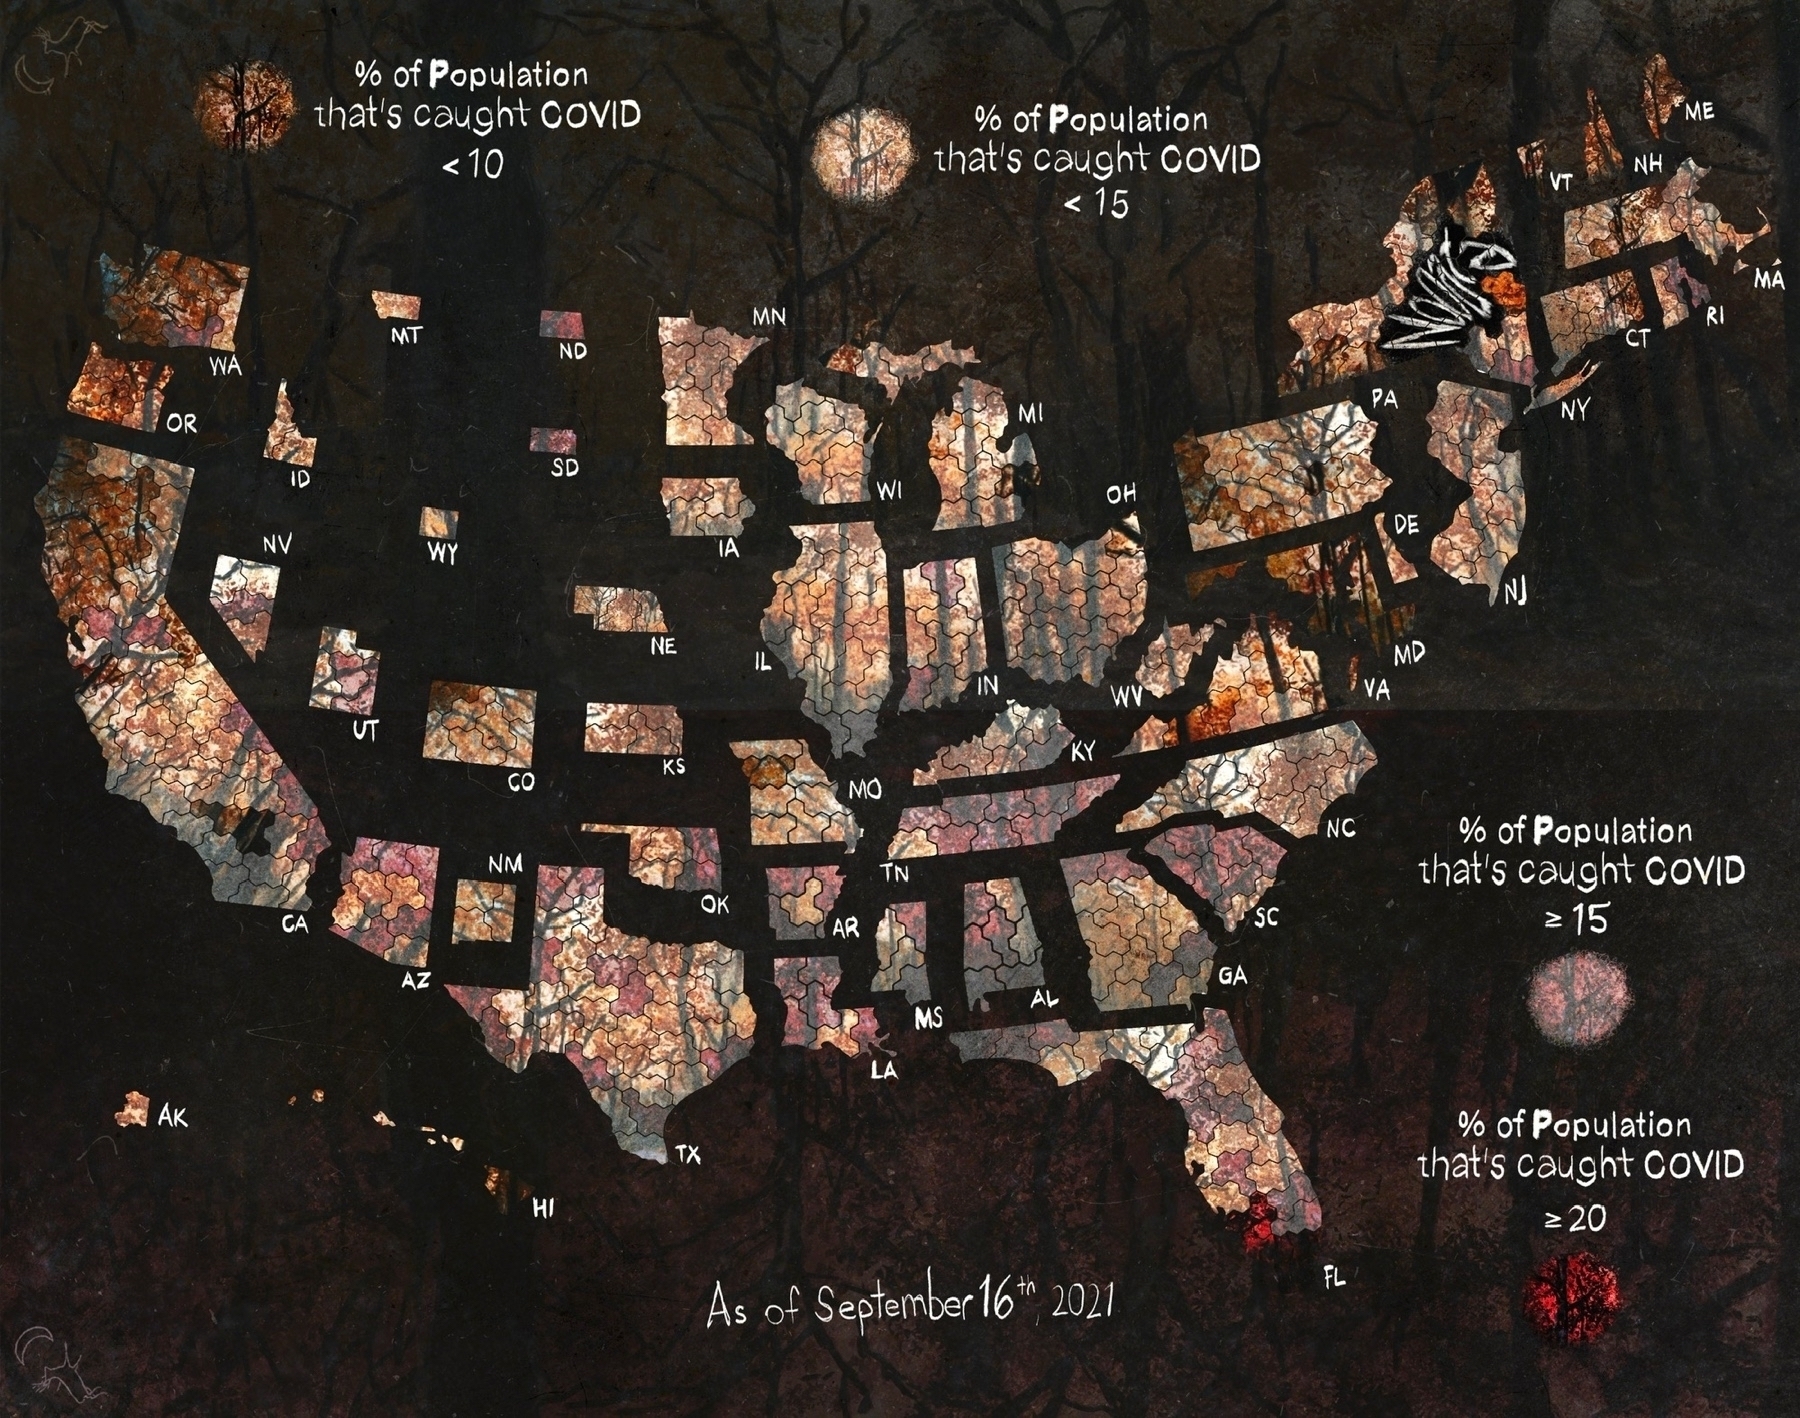 % of Population
that's caught COVID
< 10
% of Population
that's caught COVID
< 15
ME
NH
VT
MA
RI
CT
NY
WA
MT
ND
MN
OR
ID
SD
WI
MI
PA
NV
WY
IA
OH
DE
NJ
NE
IL
IN
WV
MD
VA
UT
CO
KS
MO
KY
NC
% of Population
that's caught COVID
≥ 15
CA
AZ
NM
OK
AR
TN
SC
GA
AL
MS
LA
TX
AK
HI
% of Population
that's caught COVID
≥ 20
FL
As of September 16th, 2021